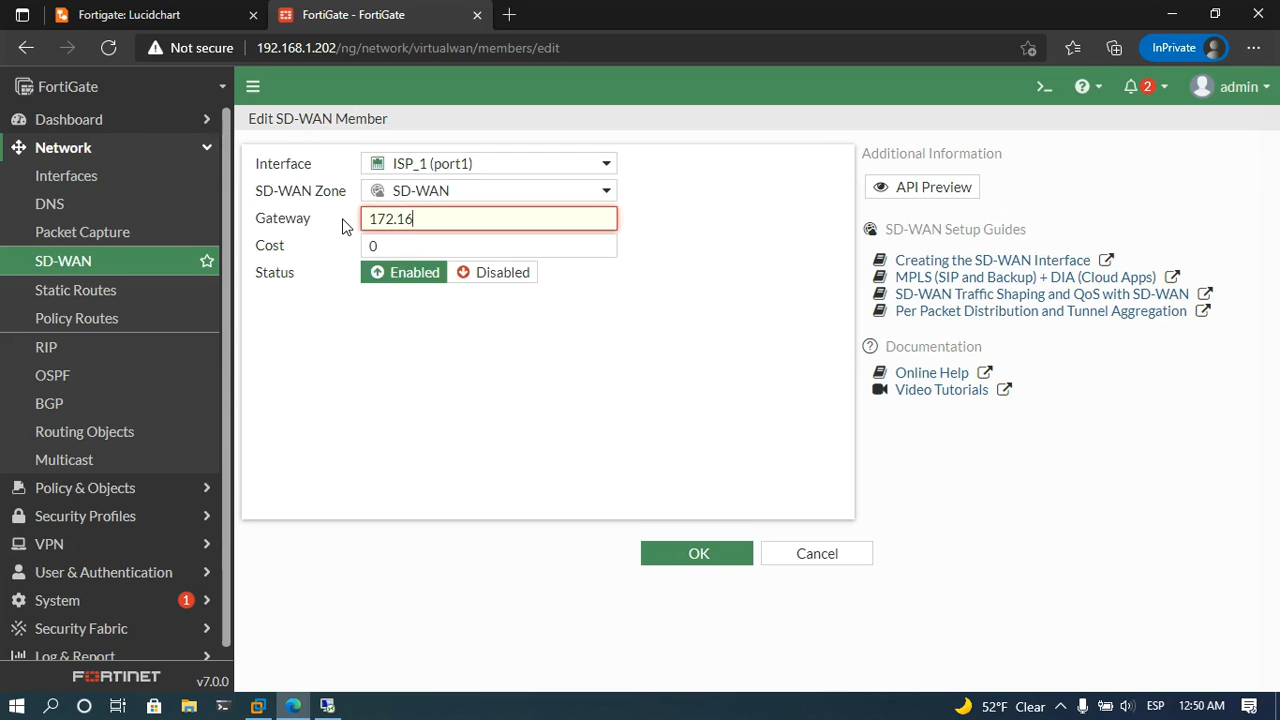 Fortigate: Lucidchart
FortiGate - FortiGate
Not secure
192.168.1.202/ng/network/virtualwan/members/edit
InPrivate
FortiGate
2
admin
Dashboard
Network
Interfaces
DNS
Packet Capture
SD-WAN
Static Routes
Policy Routes
RIP
OSPF
BGP
Routing Objects
Multicast
Policy & Objects
Security Profiles
VPN
User & Authentication
System
1
Security Fabric
Log & Report
FORTINET
v7.0.0
Edit SD-WAN Member
Interface
ISP_1 (port1)
SD-WAN Zone
SD-WAN
Gateway
172.16
Cost
0
Status
Enabled
Disabled
OK
Cancel
Additional Information
API Preview
SD-WAN Setup Guides
Creating the SD-WAN Interface
MPLS (SIP and Backup) + DIA (Cloud Apps)
SD-WAN Traffic Shaping and QoS with SD-WAN
Per Packet Distribution and Tunnel Aggregation
Documentation
Online Help
Video Tutorials
52°F Clear
ESP
12:50 AM